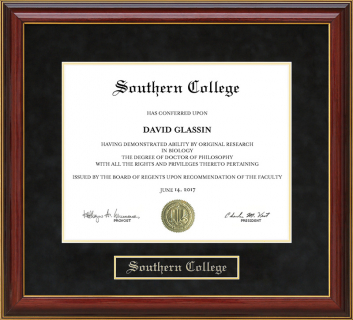 Southern College
HAS CONFERRED UPON
DAVID GLASSIN
HAVING DEMONSTRATED ABILITY BY ORIGINAL RESEARCH
IN BIOLOGY
THE DEGREE OF DOCTOR OF PHILOSOPHY
WITH ALL THE RIGHTS AND PRIVILEGES THERETO PERTAINING
ISSUED BY THE BOARD OF REGENTS UPON RECOMMENDATION OF THE FACULTY
JUNE 14, 2017
PROVOST
PRESIDENT
Southern College